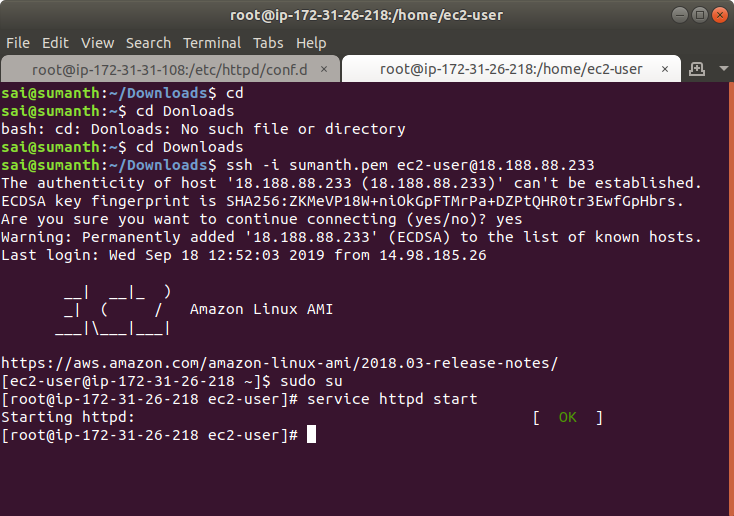 root@ip-172-31-26-218:/home/ec2-user
File Edit View Search Terminal Tabs Help
root@ip-172-31-31-108:/etc/httpd/conf.d × root@ip-172-31-26-218:/home/ec2-user ×
sai@sumanth:~/Downloads$ cd
sai@sumanth:~$ cd Donloads
bash: cd: Donloads: No such file or directory
sai@sumanth:~$ cd Downloads
sai@sumanth:~/Downloads$ ssh -i sumanth.pem ec2-user@18.188.88.233
The authenticity of host '18.188.88.233 (18.188.88.233)' can't be established.
ECDSA key fingerprint is SHA256:ZKMeVP18W+niOkGpFTMrPa+DZPtQHR0tr3EwfGpHbrs.
Are you sure you want to continue connecting (yes/no)? yes
Warning: Permanently added '18.188.88.233' (ECDSA) to the list of known hosts.
Last login: Wed Sep 18 12:52:03 2019 from 14.98.185.26
       __|  __|_  )
       _|  (     /   Amazon Linux AMI
      ___|\___|___|
https://aws.amazon.com/amazon-linux-ami/2018.03-release-notes/
[ec2-user@ip-172-31-26-218 ~]$ sudo su
[root@ip-172-31-26-218 ec2-user]# service httpd start
Starting httpd:                                            [  OK  ]
[root@ip-172-31-26-218 ec2-user]#